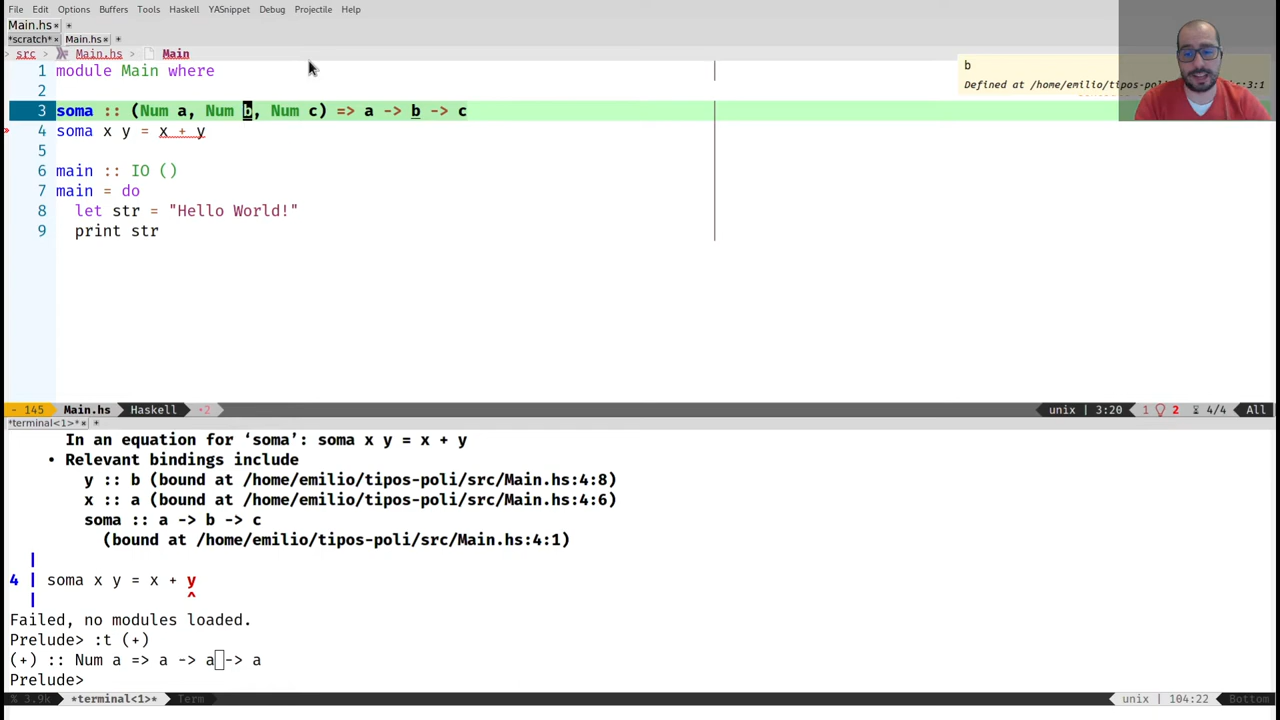 File Edit Options Buffers Tools Haskell YASnippet Debug Projectile Help
Main.hs
*scratch* Main.hs
> src > Main.hs > Main
1 module Main where
b
2
Defined at /home/emilio/tipos-poli/
hs:3:1
3 soma :: (Num a, Num b, Num c) => a -> b -> c
4 soma x y = x + y
5
6 main :: IO ()
7 main = do
8 let str = "Hello World!"
9 print str
- 145 Main.hs Haskell •2 unix | 3:20 1 2 4/4 All
*terminal<1>*
In an equation for ‘soma’: soma x y = x + y
• Relevant bindings include
y :: b (bound at /home/emilio/tipos-poli/src/Main.hs:4:8)
x :: a (bound at /home/emilio/tipos-poli/src/Main.hs:4:6)
soma :: a -> b -> c
(bound at /home/emilio/tipos-poli/src/Main.hs:4:1)
|
4 | soma x y = x + y
| ^
Failed, no modules loaded.
Prelude> :t (+)
(+) :: Num a => a -> a -> a
Prelude>
% 3.9k *terminal<1>* Term unix | 104:22 Bottom